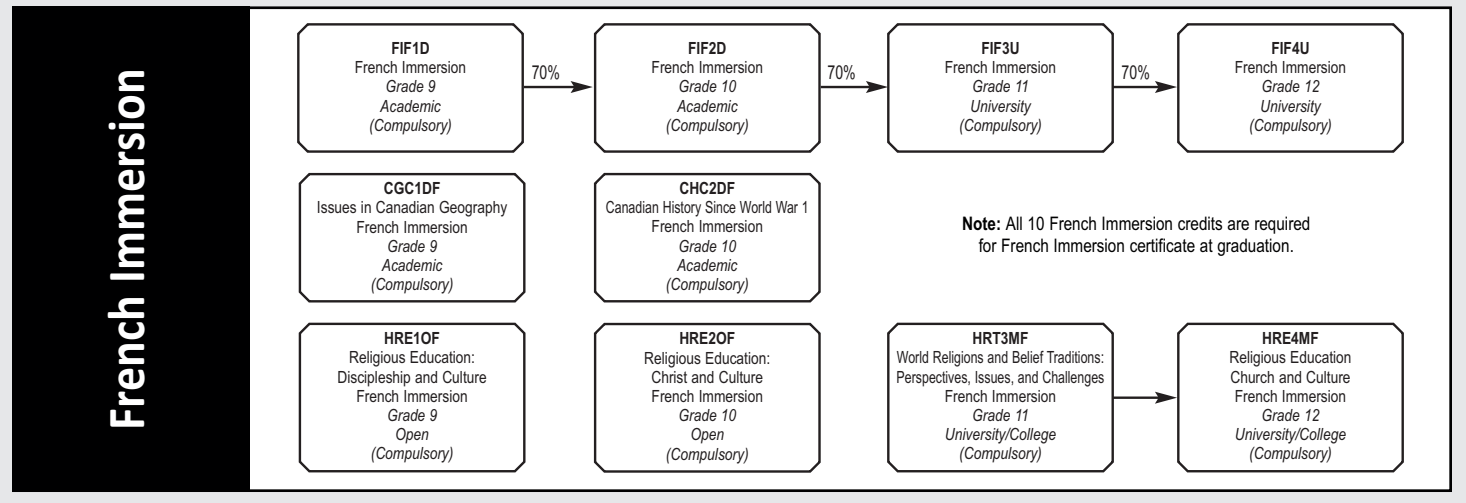 French Immersion
FIF1D
French Immersion
Grade 9
Academic
(Compulsory)
70%
FIF2D
French Immersion
Grade 10
Academic
(Compulsory)
70%
FIF3U
French Immersion
Grade 11
University
(Compulsory)
70%
FIF4U
French Immersion
Grade 12
University
(Compulsory)
CGC1DF
Issues in Canadian Geography
French Immersion
Grade 9
Academic
(Compulsory)
CHC2DF
Canadian History Since World War 1
French Immersion
Grade 10
Academic
(Compulsory)
Note: All 10 French Immersion credits are required
for French Immersion certificate at graduation.
HRE1OF
Religious Education:
Discipleship and Culture
French Immersion
Grade 9
Open
(Compulsory)
HRE2OF
Religious Education:
Christ and Culture
French Immersion
Grade 10
Open
(Compulsory)
HRT3MF
World Religions and Belief Traditions:
Perspectives, Issues, and Challenges
French Immersion
Grade 11
University/College
(Compulsory)
HRE4MF
Religious Education
Church and Culture
French Immersion
Grade 12
University/College
(Compulsory)